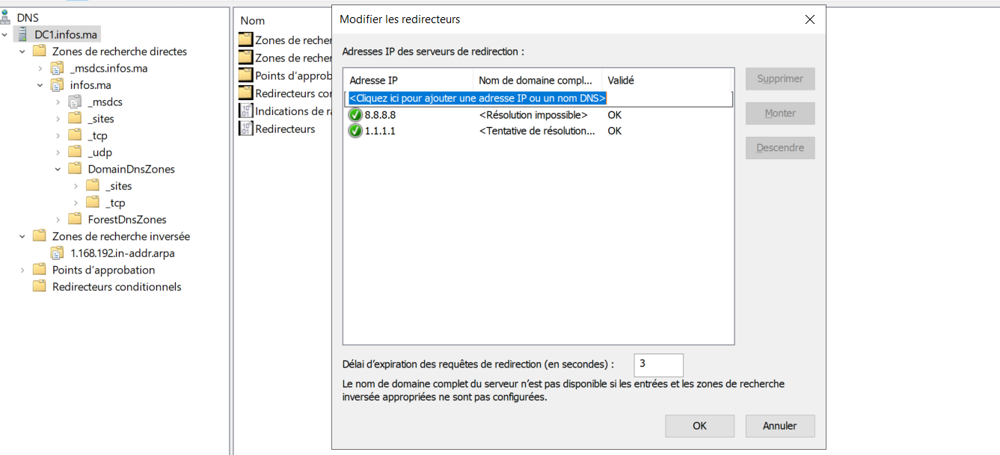 DNS
DC1.infos.ma
Zones de recherche directes
_msdcs.infos.ma
infos.ma
_msdcs
_sites
_tcp
_udp
DomainDnsZones
_sites
_tcp
ForestDnsZones
Zones de recherche inversée
1.168.192.in-addr.arpa
Points d'approbation
Redirecteurs conditionnels
Nom
Zones de recher
Zones de recher
Points d'approb
Redirecteurs co
Indications de r
Redirecteurs
Modifier les redirecteurs
Adresses IP des serveurs de redirection :
Adresse IP Nom de domaine compl... Validé
<Cliquez ici pour ajouter une adresse IP ou un nom DNS>
8.8.8.8 <Résolution impossible> OK
1.1.1.1 <Tentative de résolution... OK
Supprimer
Monter
Descendre
Délai d'expiration des requêtes de redirection (en secondes) : 3
Le nom de domaine complet du serveur n'est pas disponible si les entrées et les zones de recherche
inversée appropriées ne sont pas configurées.
OK Annuler